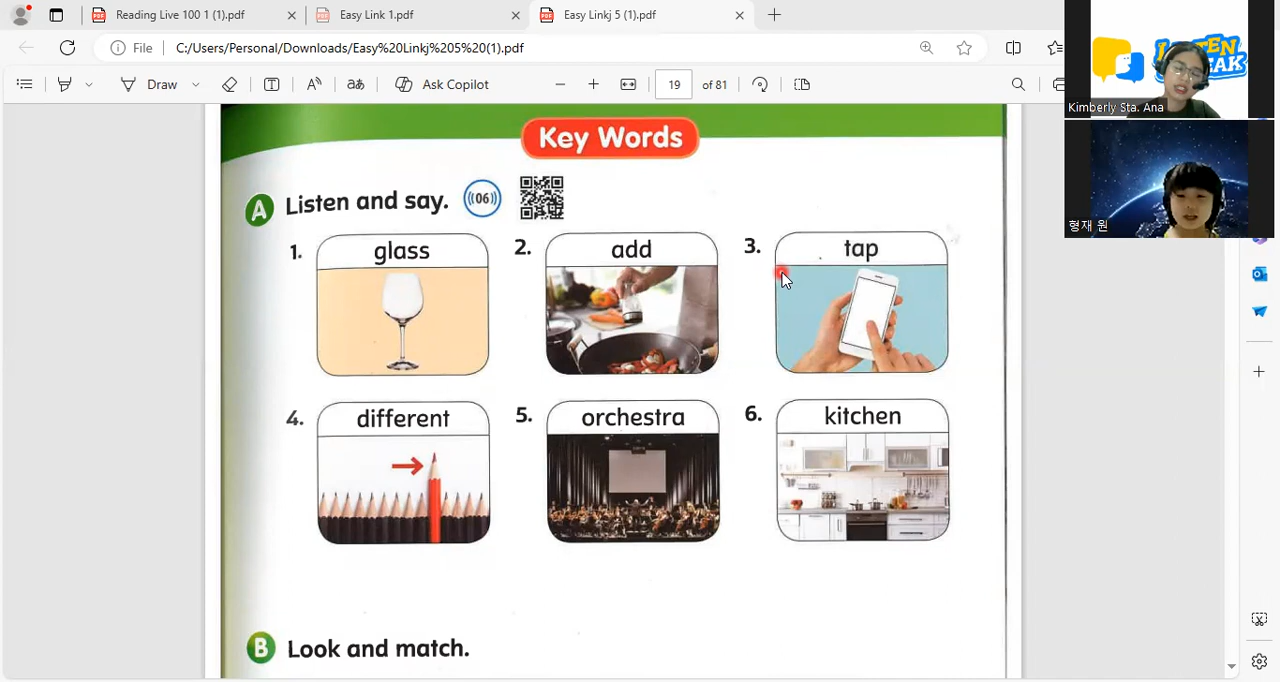 Reading Live 100 1 (1).pdf
Easy Link 1.pdf
Easy Linkj 5 (1).pdf
File
C:/Users/Personal/Downloads/Easy%20Linkj%205%20(1).pdf
Draw
Ask Copilot
19 of 81
LISTEN
SPEAK
Kimberly Sta. Ana
형재 원
Key Words
A Listen and say. 06
1. glass
2. add
3. tap
4. different
5. orchestra
6. kitchen
B Look and match.